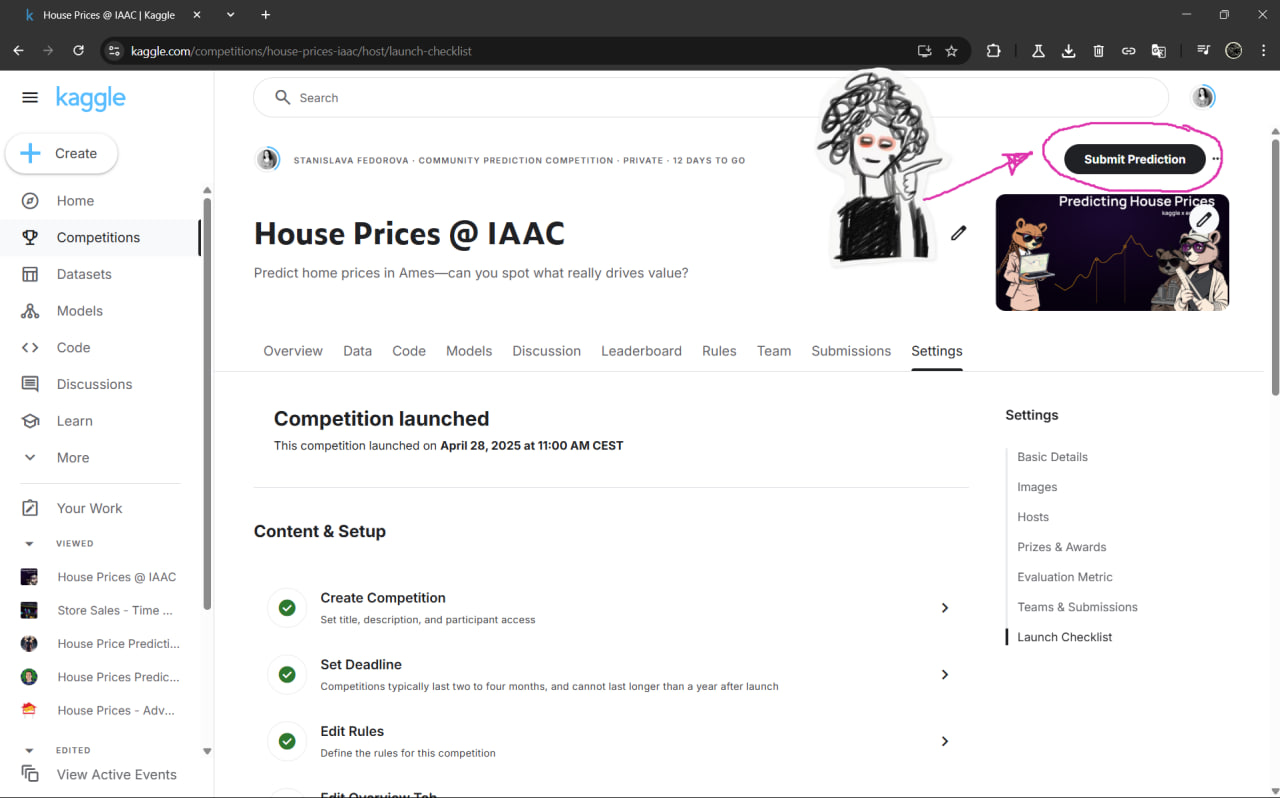 House Prices @ IAAC | Kaggle
kaggle.com/competitions/house-prices-iaac/host/launch-checklist
kaggle
Search
Create
Home
Competitions
Datasets
Models
Code
Discussions
Learn
More
Your Work
VIEWED
House Prices @ IAAC
Store Sales - Time ...
House Price Predicti...
House Prices Predic...
House Prices - Adv...
EDITED
View Active Events
STANISLAVA FEDOROVA · COMMUNITY PREDICTION COMPETITION · PRIVATE · 12 DAYS TO GO
Submit Prediction
House Prices @ IAAC
Predict home prices in Ames—can you spot what really drives value?
Predicting House Prices
Overview
Data
Code
Models
Discussion
Leaderboard
Rules
Team
Submissions
Settings
Competition launched
This competition launched on April 28, 2025 at 11:00 AM CEST
Content & Setup
Create Competition
Set title, description, and participant access
Set Deadline
Competitions typically last two to four months, and cannot last longer than a year after launch
Edit Rules
Define the rules for this competition
Edit Overview Tab
Settings
Basic Details
Images
Hosts
Prizes & Awards
Evaluation Metric
Teams & Submissions
Launch Checklist